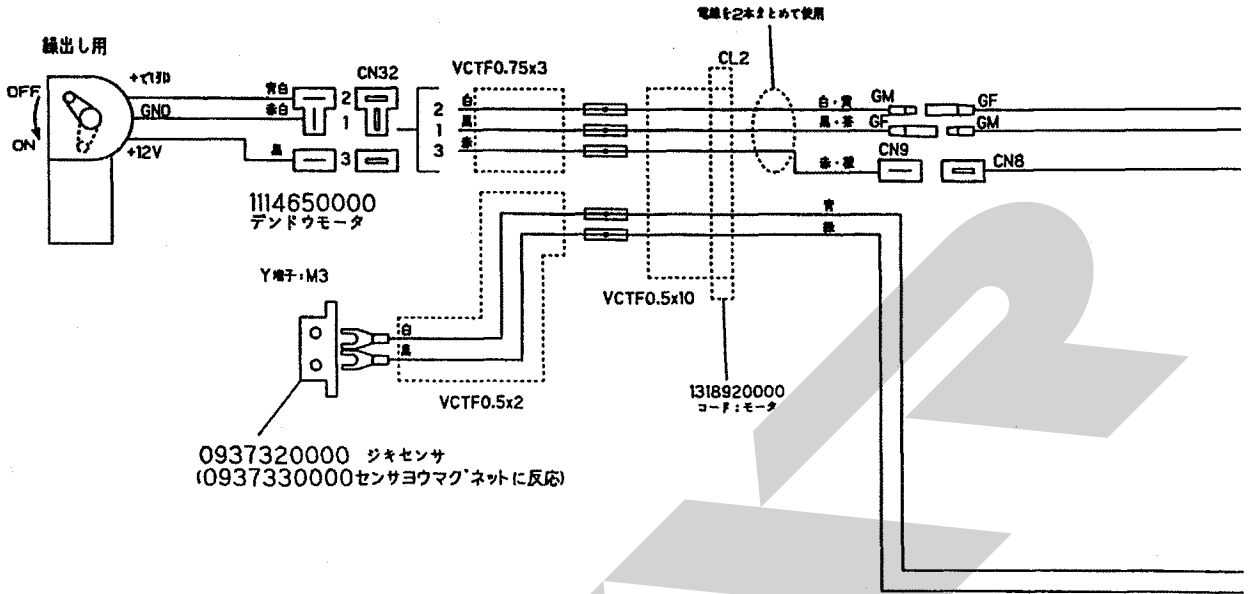 電線を2本まとめて使用
繰出し用
CL2
VCTF0.75x3
CN32
OFF
ON
GND
+12V
青白
赤白
黒
2
1
3
2
1
3
白
黒
赤
白・黄
黒・茶
赤・橙
GM
GF
GF
GM
CN9
CN8
1114650000
デンドウモータ
青
緑
Y端子:M3
VCTF0.5x10
白
黒
VCTF0.5x2
1318920000
コード:モータ
0937320000 ジキセンサ
(0937330000センサヨウマグネットに反応)